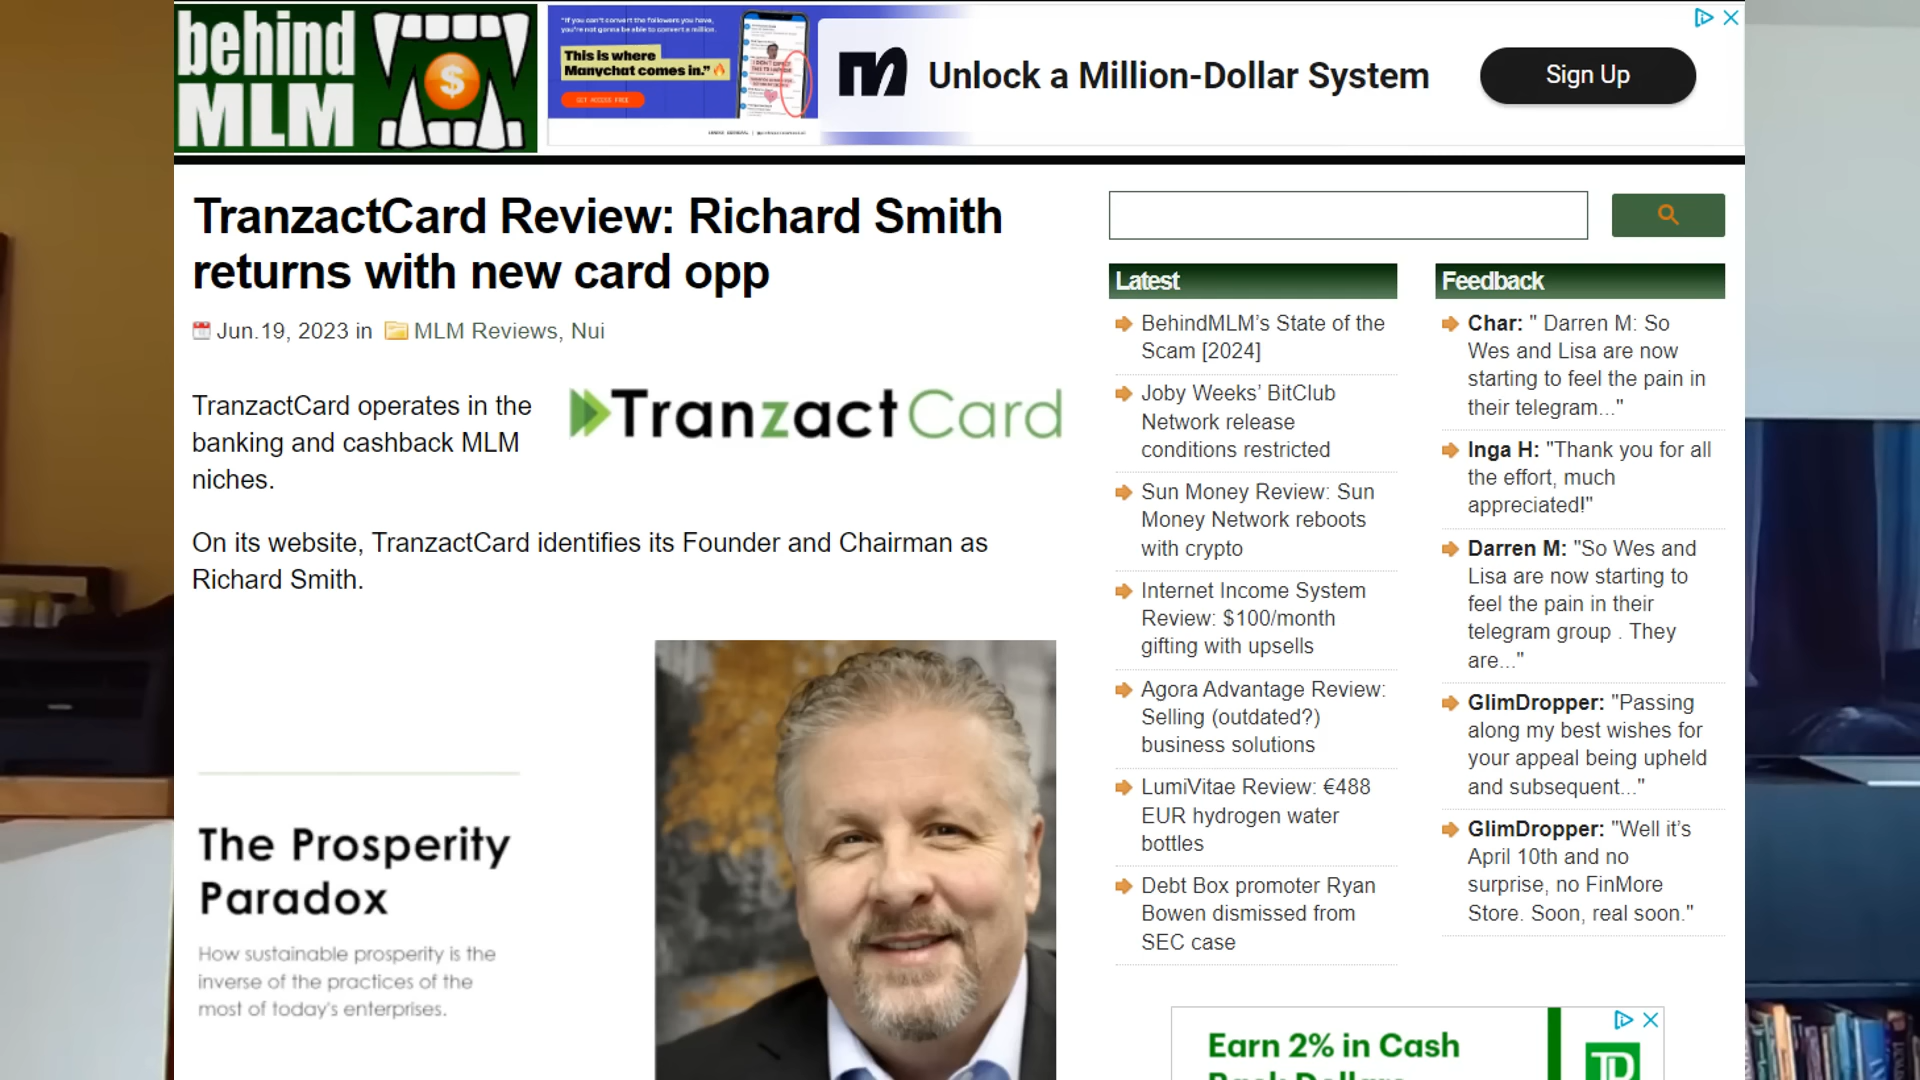 behind
MLM
$
"If you can't convert the followers you have,
you're not gonna be able to convert a million.
This is where
Manychat comes in."
GET ACCESS FREE
Unlock a Million-Dollar System
Sign Up
TranzactCard Review: Richard Smith
returns with new card opp
Jun.19, 2023 in MLM Reviews, Nui
TranzactCard operates in the
banking and cashback MLM
niches.
TranzactCard
On its website, TranzactCard identifies its Founder and Chairman as
Richard Smith.
The Prosperity
Paradox
How sustainable prosperity is the
inverse of the practices of the
most of today's enterprises.
Latest
BehindMLM's State of the
Scam [2024]
Joby Weeks' BitClub
Network release
conditions restricted
Sun Money Review: Sun
Money Network reboots
with crypto
Internet Income System
Review: $100/month
gifting with upsells
Agora Advantage Review:
Selling (outdated?)
business solutions
LumiVitae Review: €488
EUR hydrogen water
bottles
Debt Box promoter Ryan
Bowen dismissed from
SEC case
Feedback
Char: " Darren M: So
Wes and Lisa are now
starting to feel the pain in
their telegram..."
Inga H: "Thank you for all
the effort, much
appreciated!"
Darren M: "So Wes and
Lisa are now starting to
feel the pain in their
telegram group . They
are..."
GlimDropper: "Passing
along my best wishes for
your appeal being upheld
and subsequent..."
GlimDropper: "Well it's
April 10th and no
surprise, no FinMore
Store. Soon, real soon."
Earn 2% in Cash
Back Dollars
TD